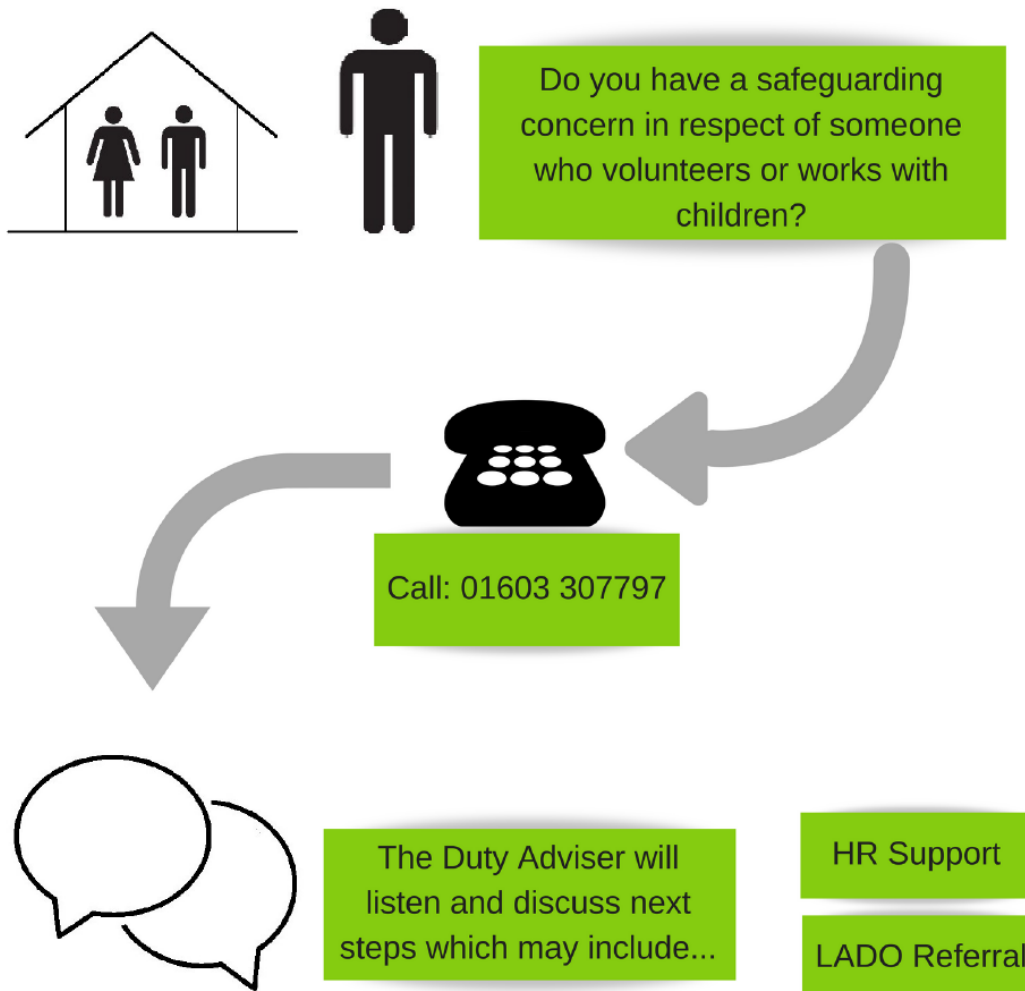 Do you have a safeguarding
concern in respect of someone
who volunteers or works with
children?
Call: 01603 307797
The Duty Adviser will
listen and discuss next
steps which may include...
HR Support
LADO Referral